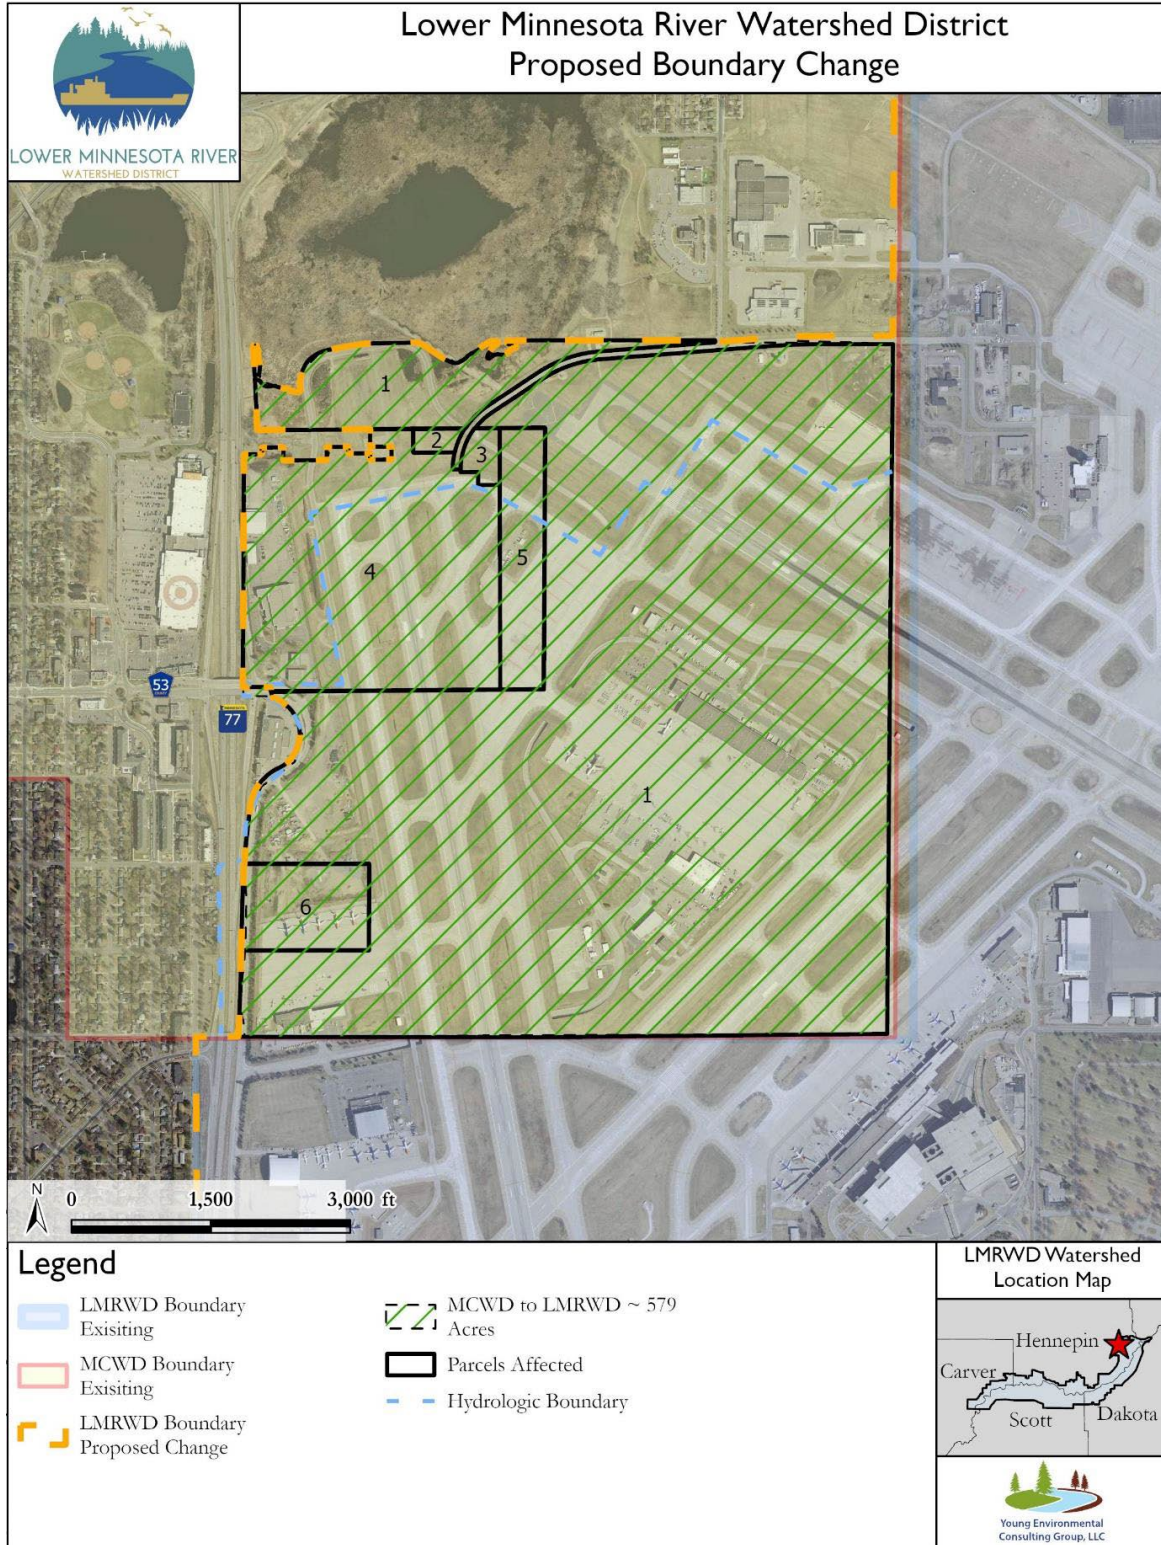 Lower Minnesota River Watershed District
Proposed Boundary Change
LOWER MINNESOTA RIVER
WATERSHED DISTRICT
1
2
3
4
5
53
77
1
6
N
0 1,500 3,000 ft
Legend
LMRWD Boundary
Exisiting
MCWD Boundary
Exisiting
LMRWD Boundary
Proposed Change
MCWD to LMRWD ~ 579
Acres
Parcels Affected
Hydrologic Boundary
LMRWD Watershed
Location Map
Hennepin
Carver
Scott
Dakota
Young Environmental
Consulting Group, LLC